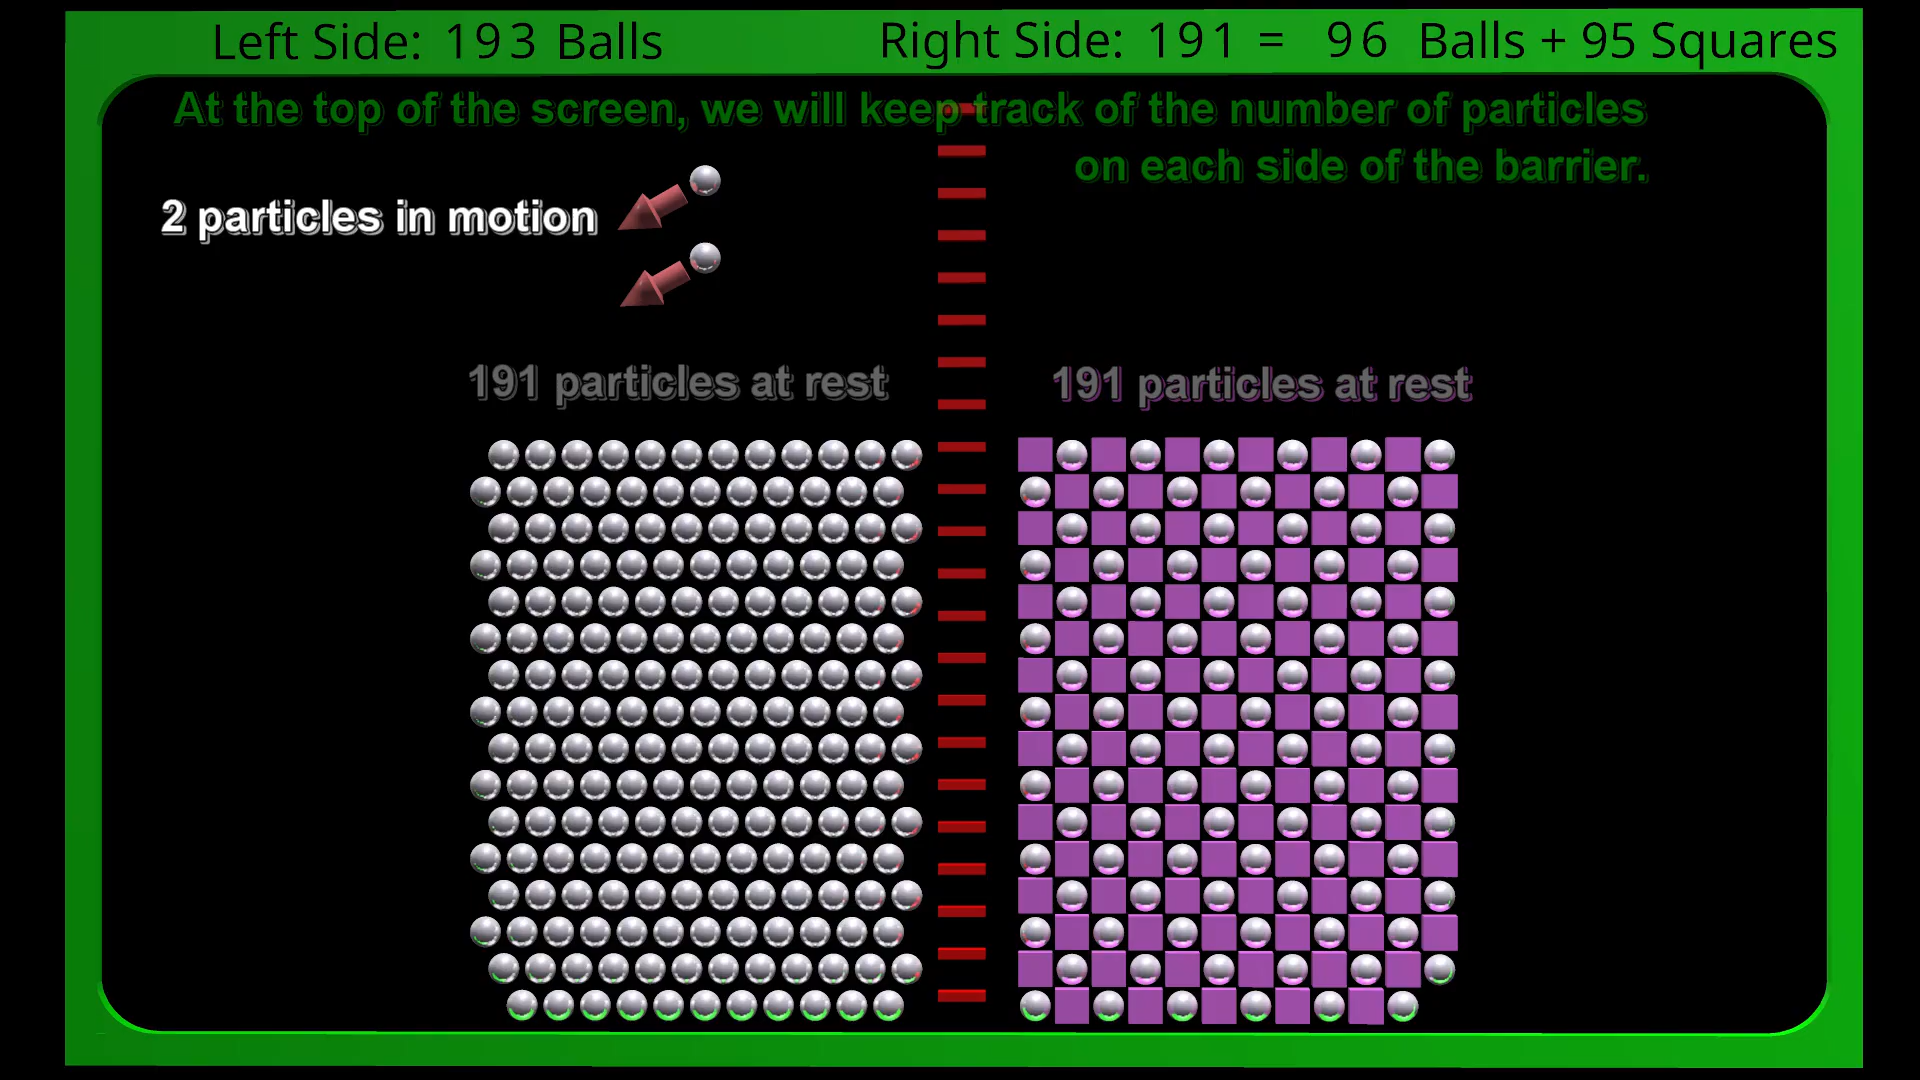 Left Side: 193 Balls
Right Side: 191 = 96 Balls + 95 Squares
At the top of the screen, we will keep track of the number of particles
on each side of the barrier.
2 particles in motion
191 particles at rest
191 particles at rest